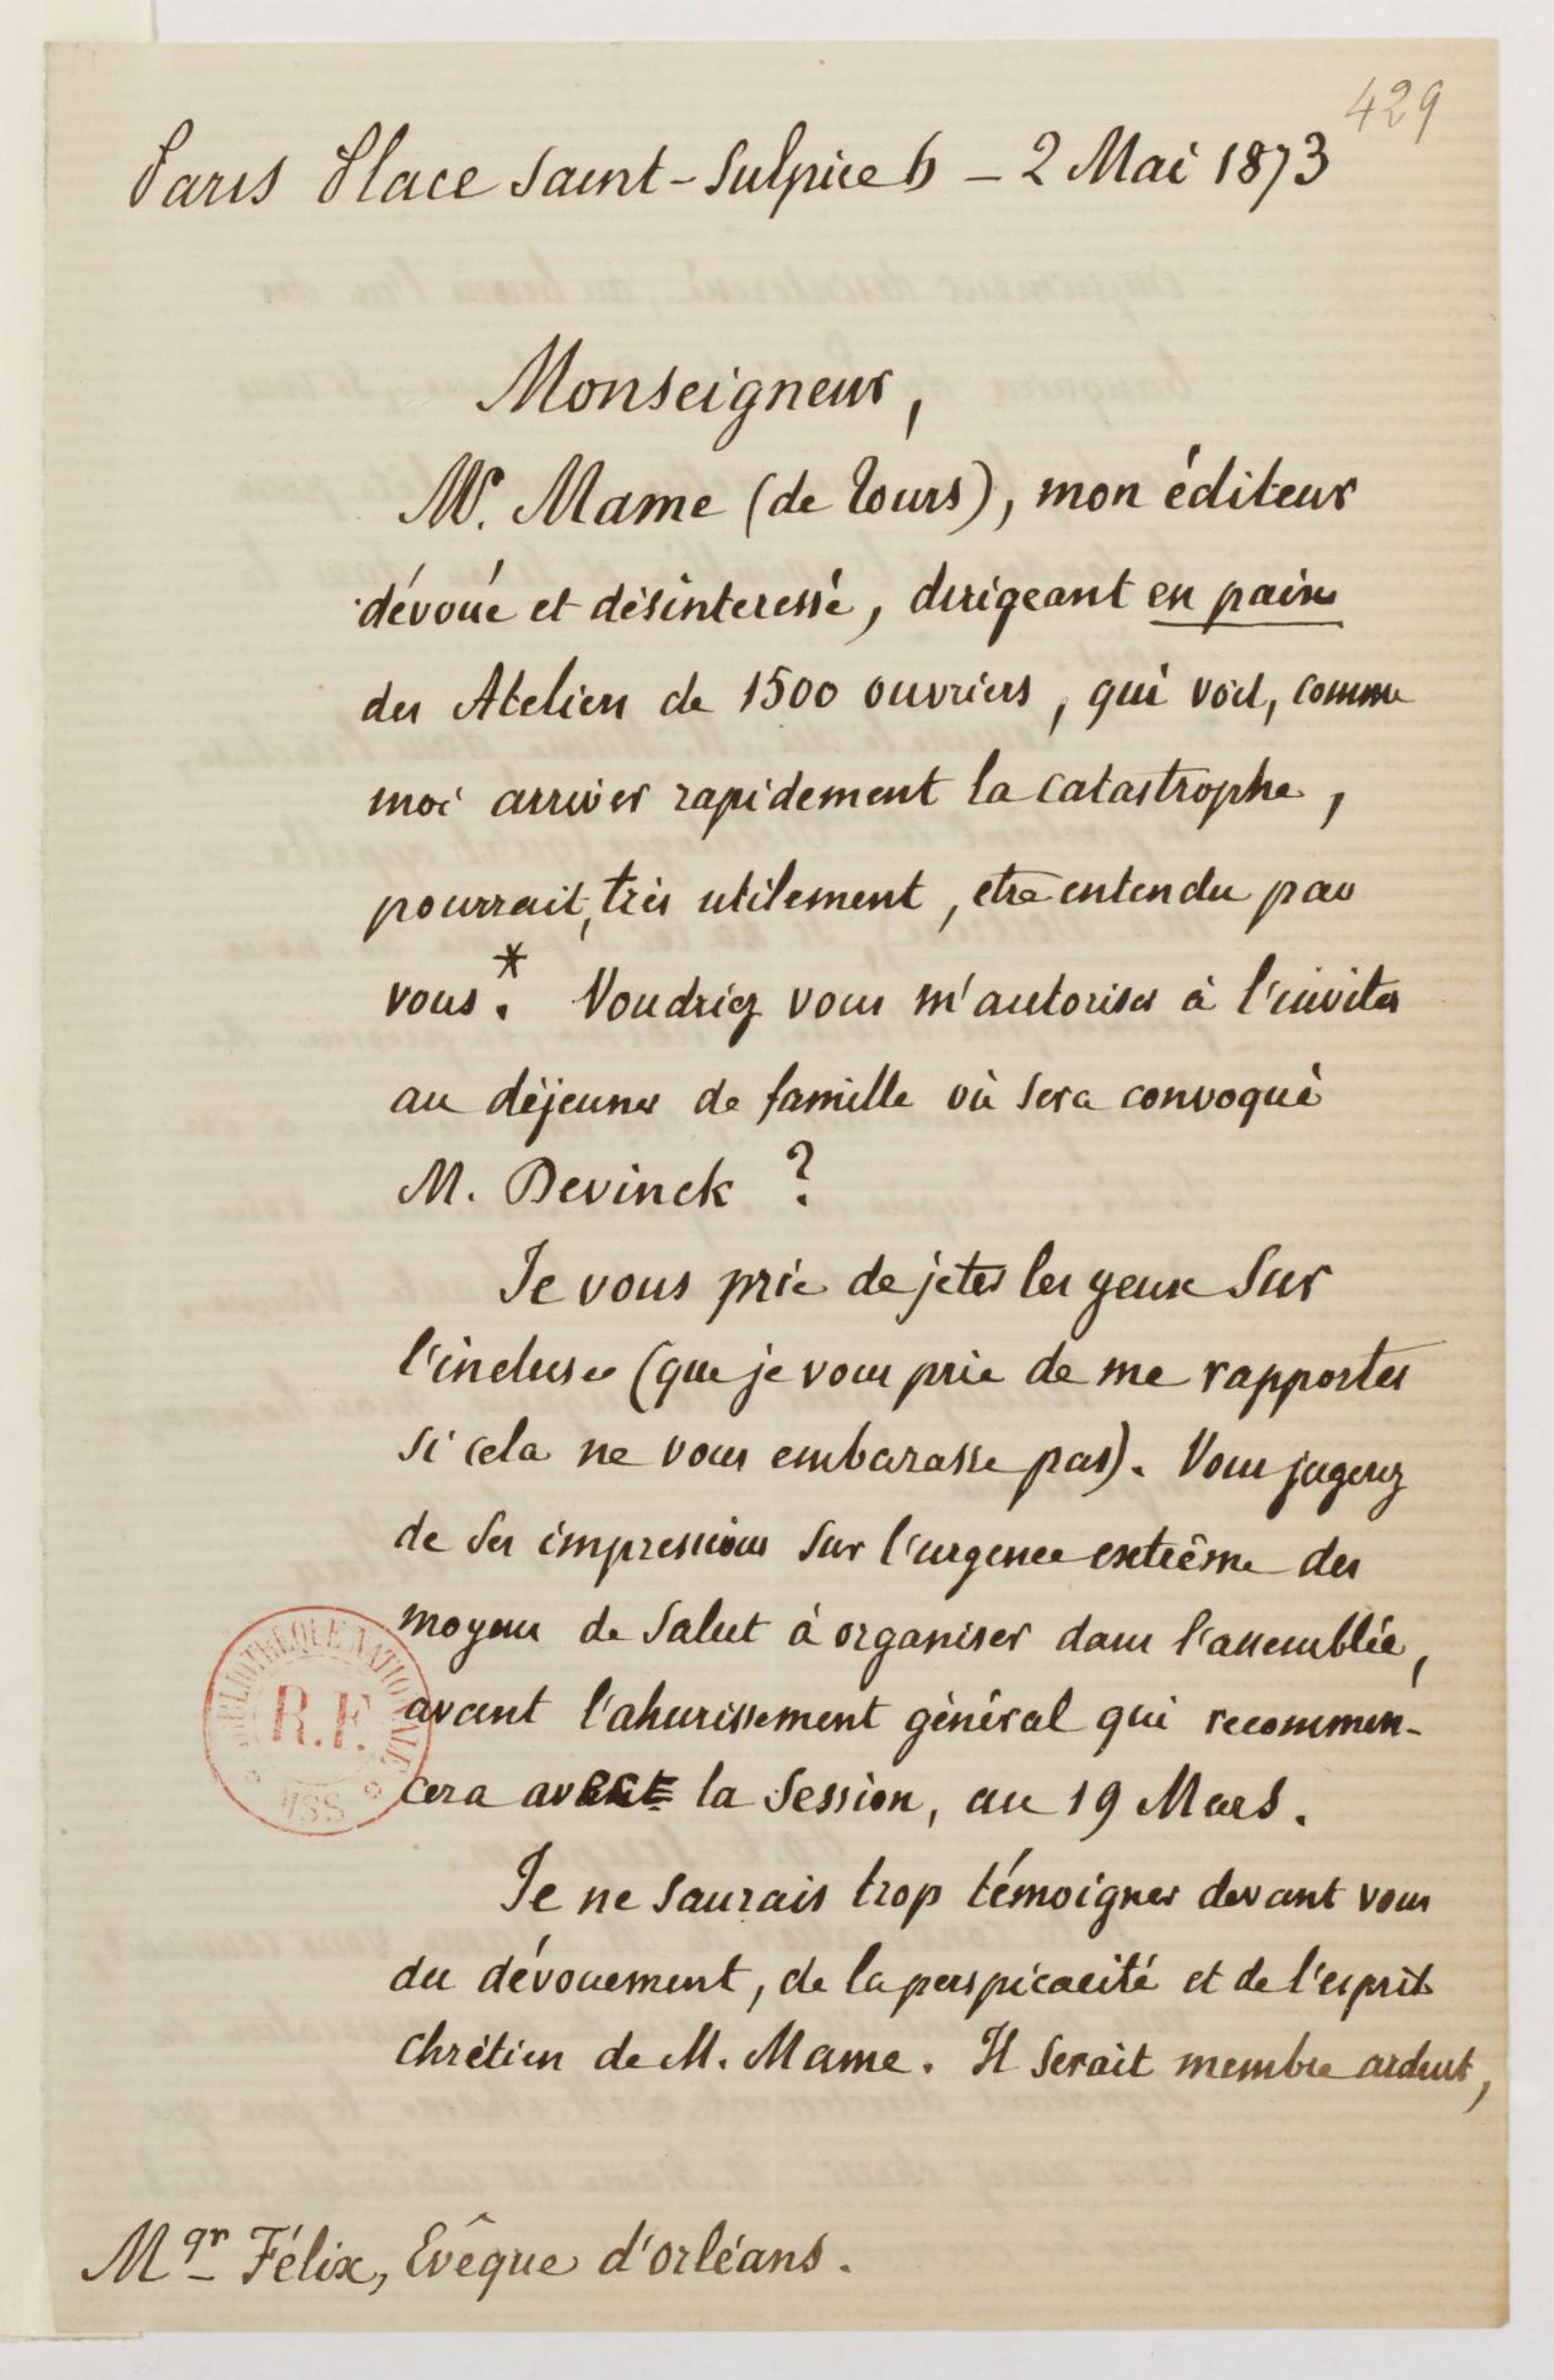 429
Paris Place Saint-Sulpice 6 – 2 Mai 1873
Monseigneur,
Mr. Mame (de Tours), mon éditeur
dévoué et désinteressé, dirigeant en paix
des Ateliers de 1500 ouvriers, qui voit, comme
moi arriver rapidement la catastrophe,
pourrait, très utilement, etre entendu par
vous.* Voudriez vous m'autoriser à l'inviter
au déjeuner de famille où sera convoqué
M. Devinck ?
Je vous prie de jeter les yeux sur
l'incluse (que je vous prie de me rapporter
si cela ne vous embarasse pas). Vous jugerez
de ses impressions sur l'urgence extrême des
moyens de salut à organiser dans l'assemblée,
avant l'ahurissement général qui recommen-
cera avec la Session, au 19 Mars.
Je ne saurais trop témoigner devant vous
du dévouement, de la perspicacité et de l'esprit
chrétien de M. Mame. Il serait membre ardent,
Mgr Félix, Evêque d'Orléans.
BIBLIOTHEQUE NATIONALE
R.F.
MSS